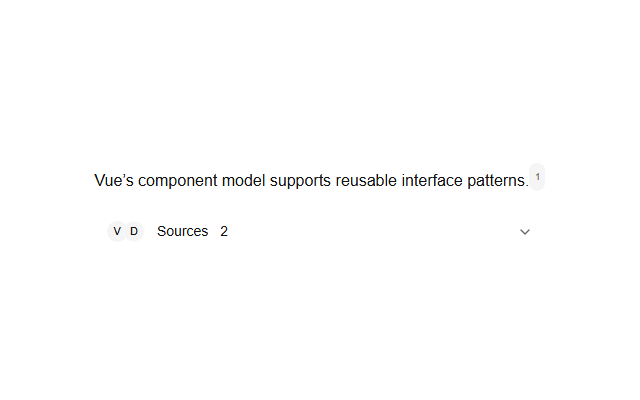 Vue’s component model supports reusable interface patterns. 1
V D Sources 2